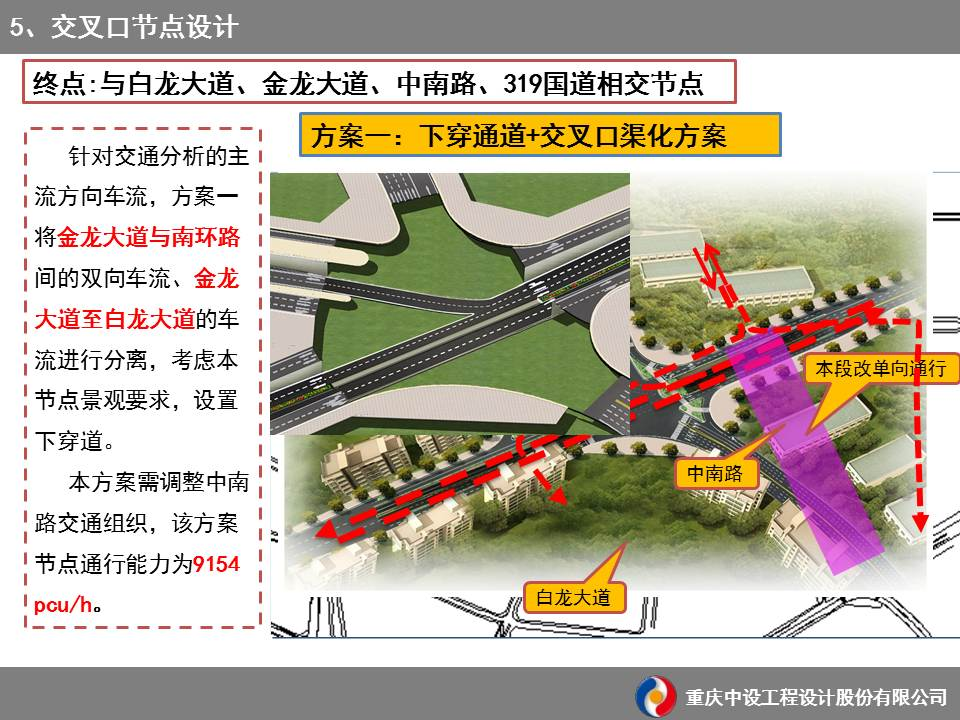 5、交叉口节点设计
终点:与白龙大道、金龙大道、中南路、319国道相交节点
方案一：下穿通道+交叉口渠化方案
针对交通分析的主
流方向车流，方案一
将金龙大道与南环路
间的双向车流、金龙
大道至白龙大道的车
流进行分离，考虑本
节点景观要求，设置
下穿道。
本方案需调整中南
路交通组织，该方案
节点通行能力为9154
pcu/h。
本段改单向通行
中南路
白龙大道
重庆中设工程设计股份有限公司